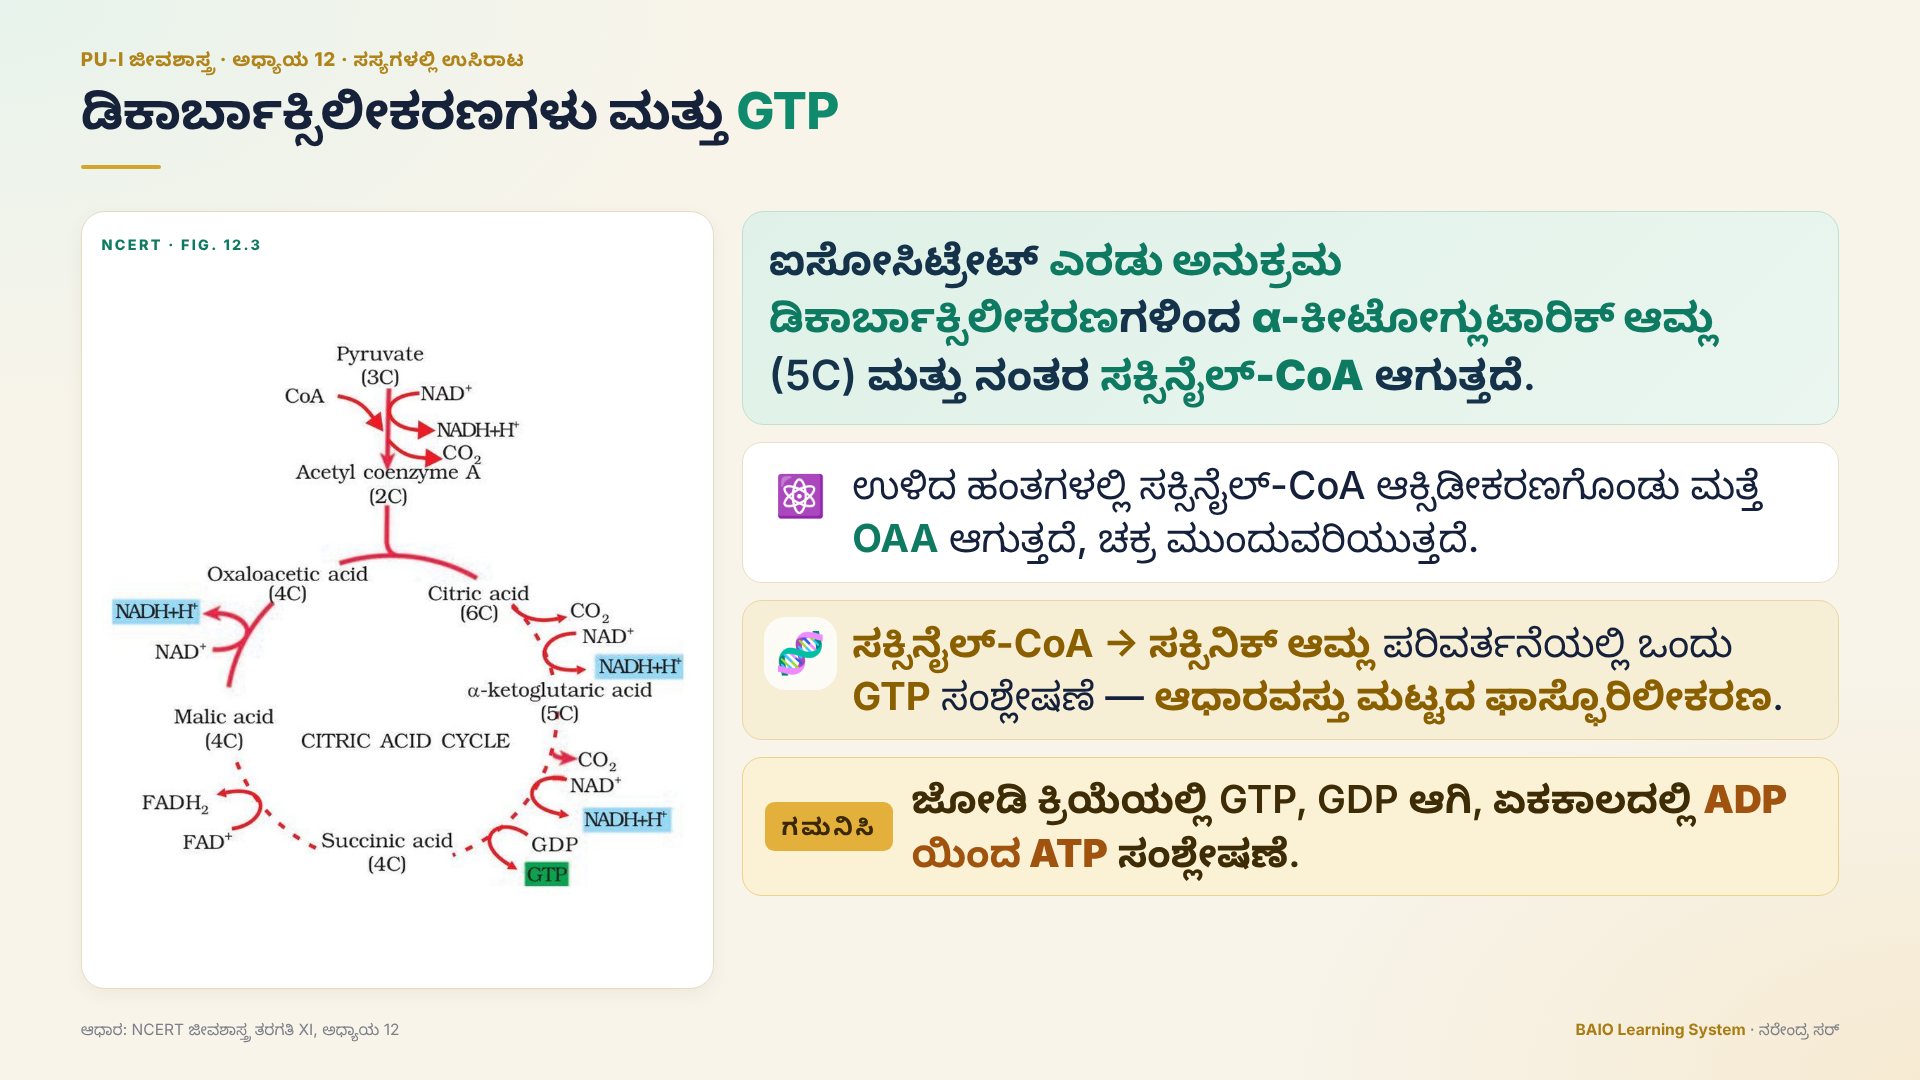 PU-I ಜೀವಶಾಸ್ತ್ರ · ಅಧ್ಯಾಯ 12 · ಸಸ್ಯಗಳಲ್ಲಿ ಉಸಿರಾಟ
ಡಿಕಾರ್ಬಾಕ್ಸಿಲೀಕರಣಗಳು ಮತ್ತು GTP
NCERT · FIG. 12.3
Pyruvate
(3C)
CoA
NAD⁺
NADH+H⁺
CO₂
Acetyl coenzyme A
(2C)
Oxaloacetic acid
(4C)
Citric acid
(6C)
CO₂
NADH+H⁺
NAD⁺
NAD⁺
NADH+H⁺
α-ketoglutaric acid
(5C)
Malic acid
(4C)
CITRIC ACID CYCLE
CO₂
NAD⁺
NADH+H⁺
FADH₂
FAD⁺
Succinic acid
(4C)
GDP
GTP
ಐಸೋಸಿಟ್ರೇಟ್ ಎರಡು ಅನುಕ್ರಮ
ಡಿಕಾರ್ಬಾಕ್ಸಿಲೀಕರಣಗಳಿಂದ α-ಕೀಟೋಗ್ಲುಟಾರಿಕ್ ಆಮ್ಲ
(5C) ಮತ್ತು ನಂತರ ಸಕ್ಸಿನೈಲ್-CoA ಆಗುತ್ತದೆ.
ಉಳಿದ ಹಂತಗಳಲ್ಲಿ ಸಕ್ಸಿನೈಲ್-CoA ಆಕ್ಸಿಡೀಕರಣಗೊಂಡು ಮತ್ತೆ
OAA ಆಗುತ್ತದೆ, ಚಕ್ರ ಮುಂದುವರಿಯುತ್ತದೆ.
ಸಕ್ಸಿನೈಲ್-CoA → ಸಕ್ಸಿನಿಕ್ ಆಮ್ಲ ಪರಿವರ್ತನೆಯಲ್ಲಿ ಒಂದು
GTP ಸಂಶ್ಲೇಷಣೆ — ಆಧಾರವಸ್ತು ಮಟ್ಟದ ಫಾಸ್ಫೊರಿಲೀಕರಣ.
ಗಮನಿಸಿ
ಜೋಡಿ ಕ್ರಿಯೆಯಲ್ಲಿ GTP, GDP ಆಗಿ, ಏಕಕಾಲದಲ್ಲಿ ADP
ಯಿಂದ ATP ಸಂಶ್ಲೇಷಣೆ.
ಆಧಾರ: NCERT ಜೀವಶಾಸ್ತ್ರ ತರಗತಿ XI, ಅಧ್ಯಾಯ 12
BAIO Learning System · ನರೇಂದ್ರ ಸರ್